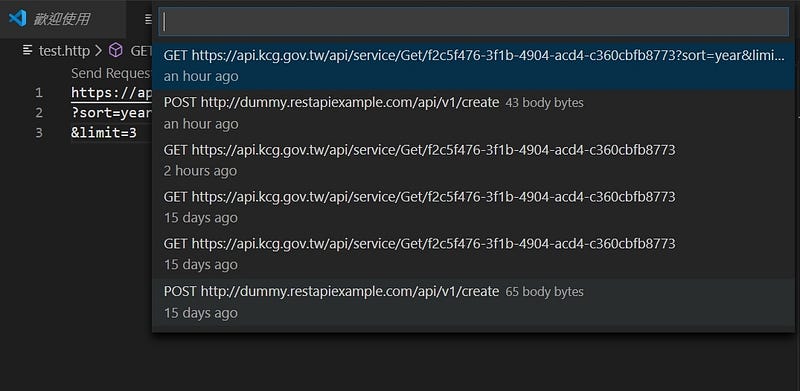 歡迎使用
test.http > GET
Send Request
1 https://ap
2 ?sort=year
3 &limit=3
GET https://api.kcg.gov.tw/api/service/Get/f2c5f476-3f1b-4904-acd4-c360cbfb8773?sort=year&limi...
an hour ago
POST http://dummy.restapiexample.com/api/v1/create 43 body bytes
an hour ago
GET https://api.kcg.gov.tw/api/service/Get/f2c5f476-3f1b-4904-acd4-c360cbfb8773
2 hours ago
GET https://api.kcg.gov.tw/api/service/Get/f2c5f476-3f1b-4904-acd4-c360cbfb8773
15 days ago
GET https://api.kcg.gov.tw/api/service/Get/f2c5f476-3f1b-4904-acd4-c360cbfb8773
15 days ago
POST http://dummy.restapiexample.com/api/v1/create 65 body bytes
15 days ago